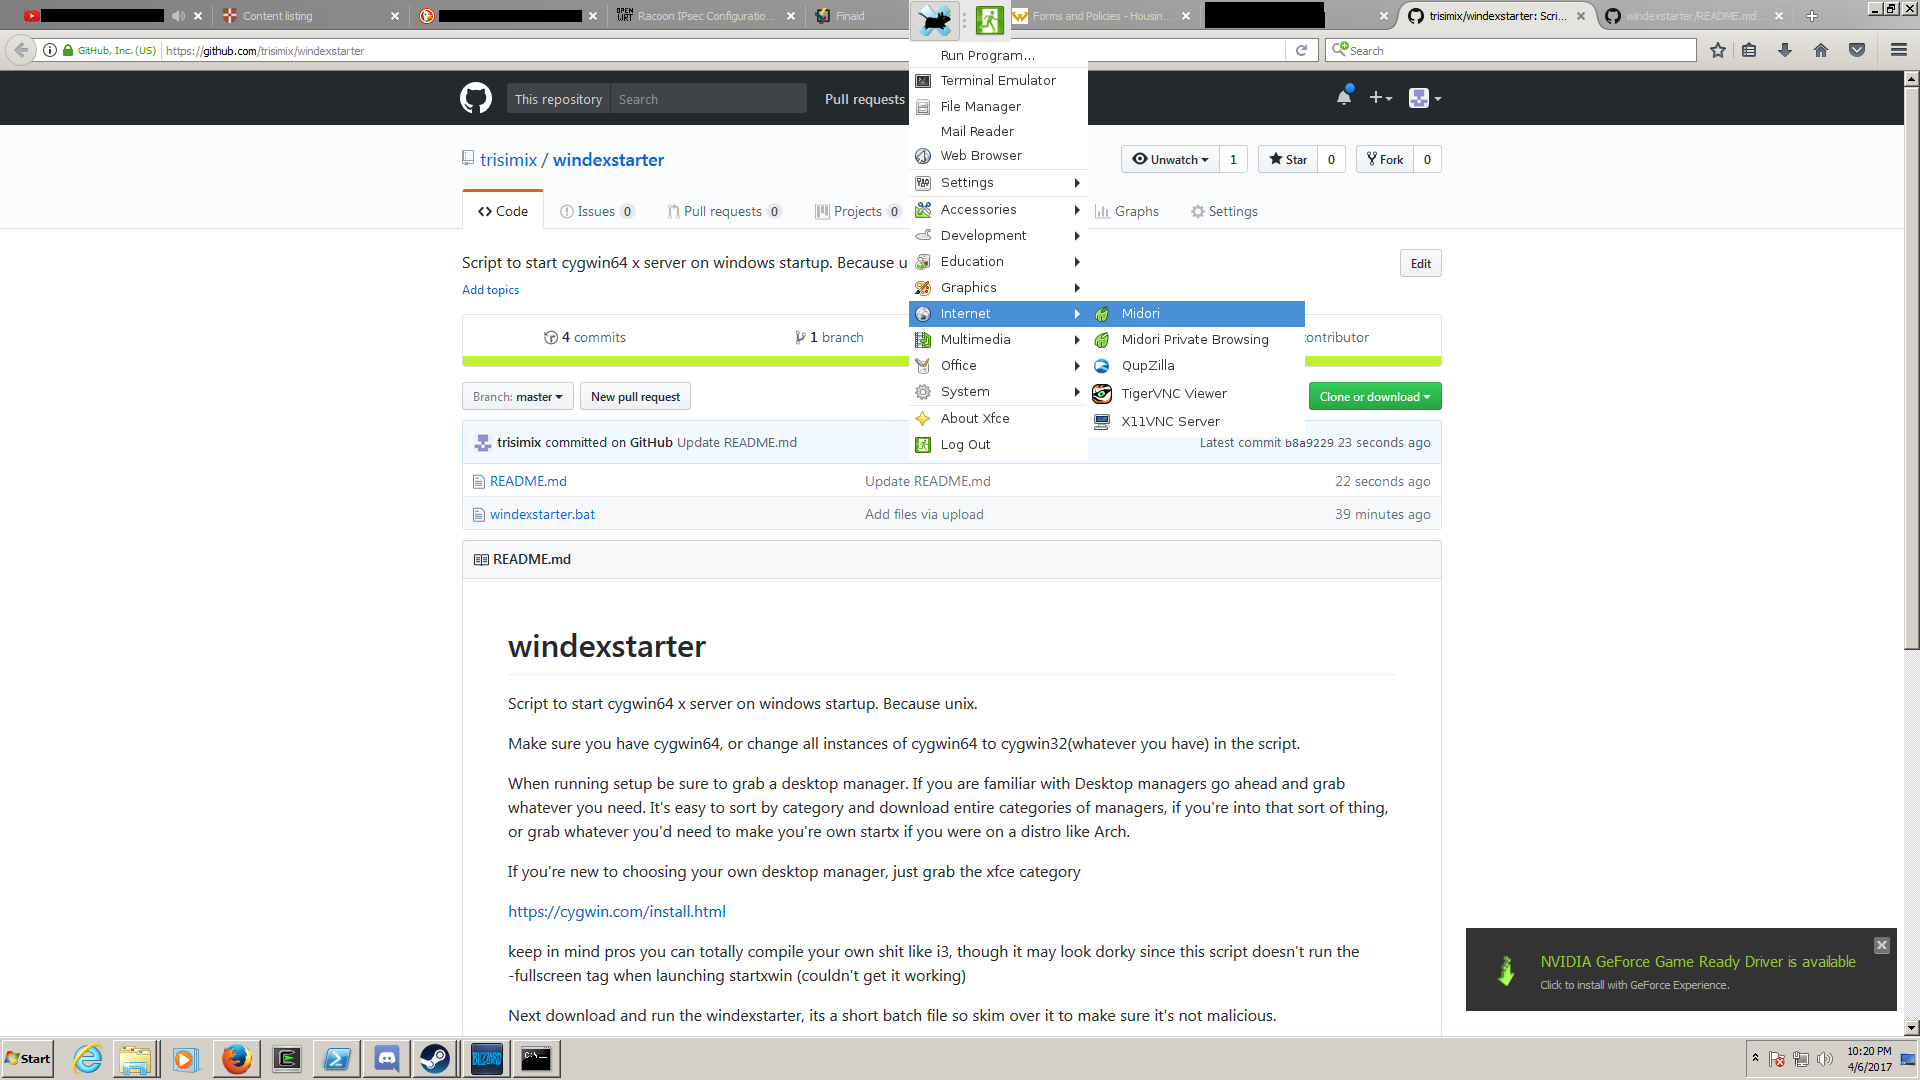 Content listing
OPEN WRT Racoon IPsec Configuratio...
Finaid
Forms and Policies - Housin...
trisimix/windexstarter: Scri...
windexstarter/README.md...
GitHub, Inc. (US) https://github.com/trisimix/windexstarter
Search
This repository Search Pull requests
trisimix / windexstarter
Unwatch 1 Star 0 Fork 0
Code Issues 0 Pull requests 0 Projects 0 Graphs Settings
Script to start cygwin64 x server on windows startup. Because u
Edit
Add topics
4 commits 1 branch ontributor
Branch: master New pull request Clone or download
trisimix committed on GitHub Update README.md Latest commit b8a9229 23 seconds ago
README.md Update README.md 22 seconds ago
windexstarter.bat Add files via upload 39 minutes ago
README.md
windexstarter
Script to start cygwin64 x server on windows startup. Because unix.
Make sure you have cygwin64, or change all instances of cygwin64 to cygwin32(whatever you have) in the script.
When running setup be sure to grab a desktop manager. If you are familiar with Desktop managers go ahead and grab
whatever you need. It's easy to sort by category and download entire categories of managers, if you're into that sort of thing,
or grab whatever you'd need to make you're own startx if you were on a distro like Arch.
If you're new to choosing your own desktop manager, just grab the xfce category
https://cygwin.com/install.html
keep in mind pros you can totally compile your own shit like i3, though it may look dorky since this script doesn't run the
-fullscreen tag when launching startxwin (couldn't get it working)
Next download and run the windexstarter, its a short batch file so skim over it to make sure it's not malicious.
Run Program...
Terminal Emulator
File Manager
Mail Reader
Web Browser
Settings
Accessories
Development
Education
Graphics
Internet
Multimedia
Office
System
About Xfce
Log Out
Midori
Midori Private Browsing
QupZilla
TigerVNC Viewer
X11VNC Server
NVIDIA GeForce Game Ready Driver is available
Click to install with GeForce Experience.
Start
BLIZZARD
C:\
10:20 PM
4/6/2017